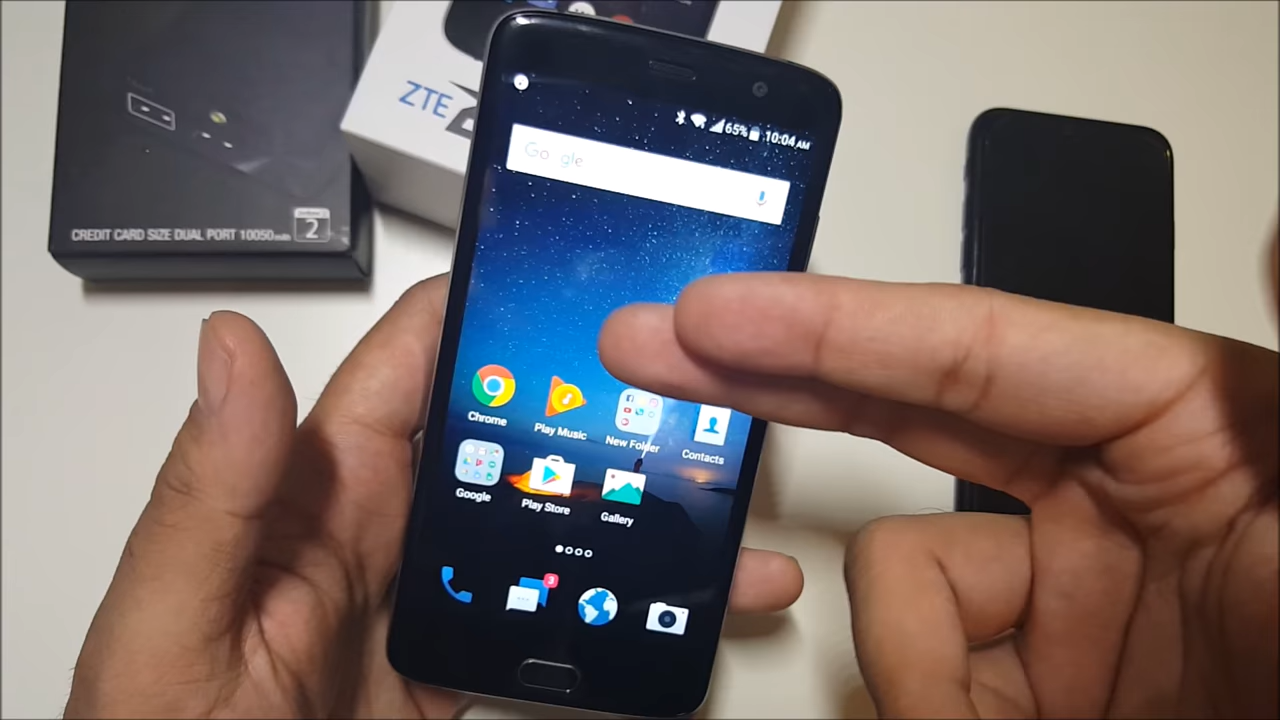 ZTE
CREDIT CARD SIZE DUAL PORT 10050mAh
2
65% 10:04 AM
Google
Chrome
Play Music
New Folder
Contacts
Google
Play Store
Gallery
3